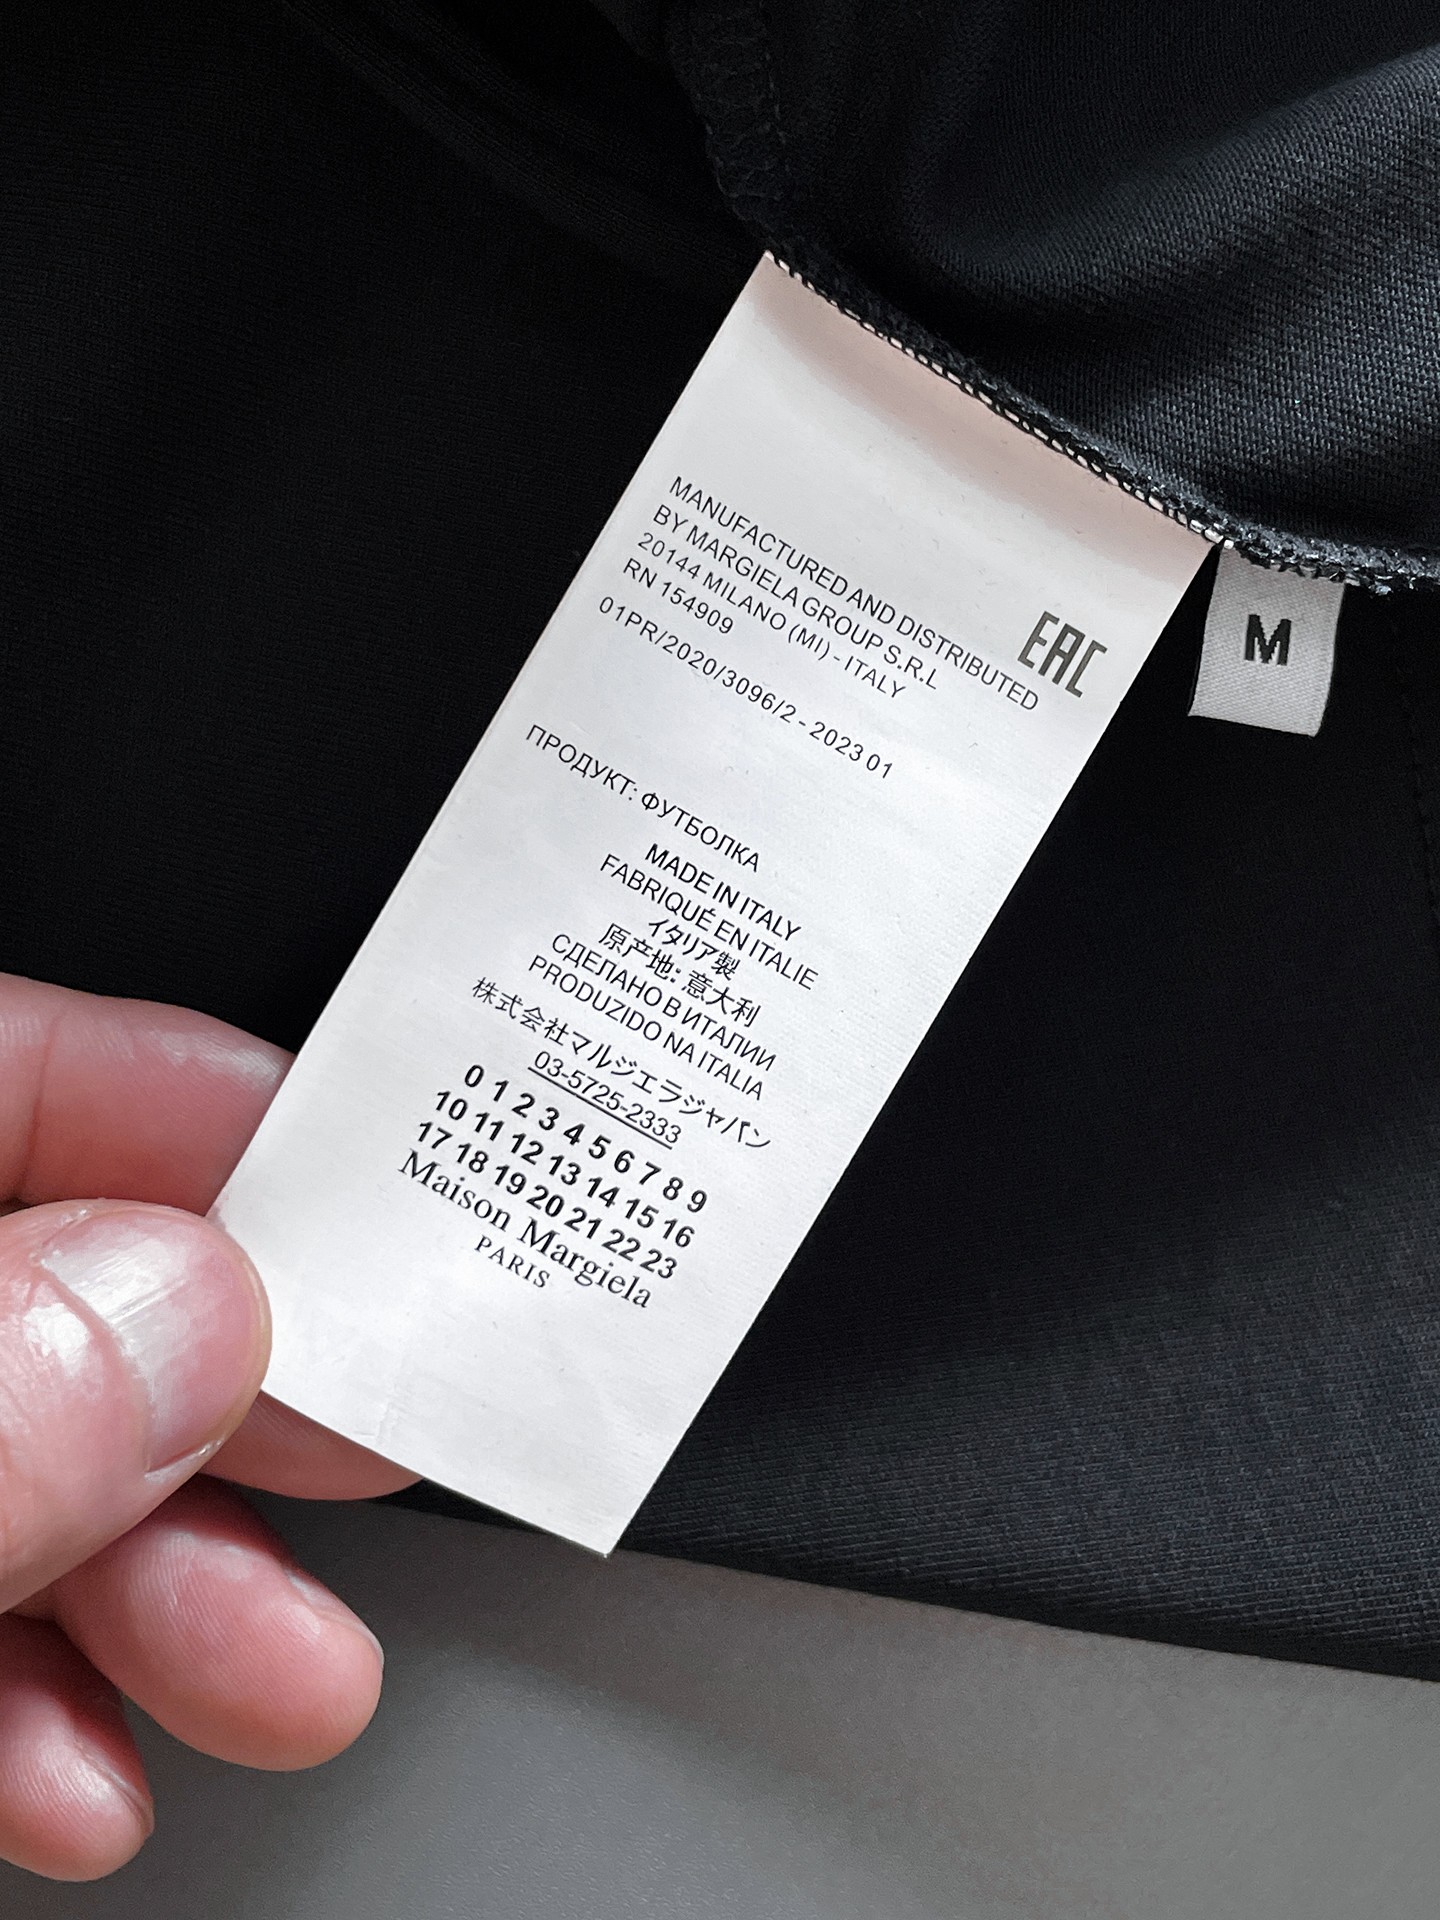 MANUFACTURED AND DISTRIBUTED
BY MARGIELA GROUP S.R.L
20144 MILANO (MI) - ITALY
RN 154909
EAC
M
01PR/2020/3096/2 - 2023 01
ПРОДУКТ: ФУТБОЛКА
MADE IN ITALY
FABRIQUÉ EN ITALIE
イタリア製
原产地: 意大利
СДЕЛАНО В ИТАЛИИ
PRODUZIDO NA ITALIA
株式会社マルジェラジャパン
03-5725-2333
0 1 2 3 4 5 6 7 8 9
10 11 12 13 14 15 16
17 18 19 20 21 22 23
Maison Margiela
PARIS